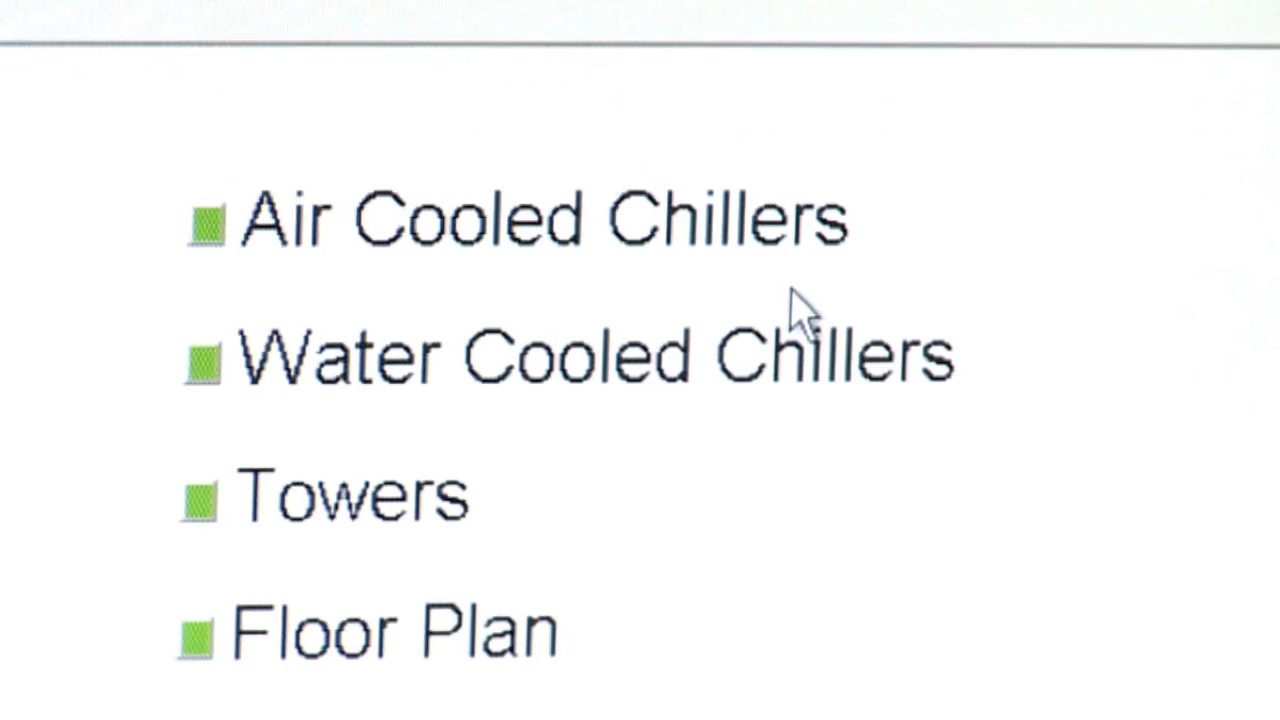 Air Cooled Chillers
Water Cooled Chillers
Towers
Floor Plan